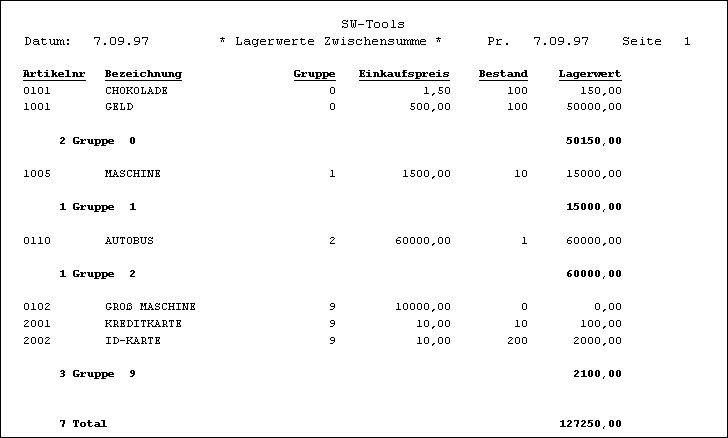 SW-Tools
Datum: 7.09.97 * Lagerwerte Zwischensumme * Pr. 7.09.97 Seite 1
Artikelnr Bezeichnung Gruppe Einkaufspreis Bestand Lagerwert
0101 CHOKOLADE 0 1,50 100 150,00
1001 GELD 0 500,00 100 50000,00
2 Gruppe 0 50150,00
1005 MASCHINE 1 1500,00 10 15000,00
1 Gruppe 1 15000,00
0110 AUTOBUS 2 60000,00 1 60000,00
1 Gruppe 2 60000,00
0102 GROß MASCHINE 9 10000,00 0 0,00
2001 KREDITKARTE 9 10,00 10 100,00
2002 ID-KARTE 9 10,00 200 2000,00
3 Gruppe 9 2100,00
7 Total 127250,00